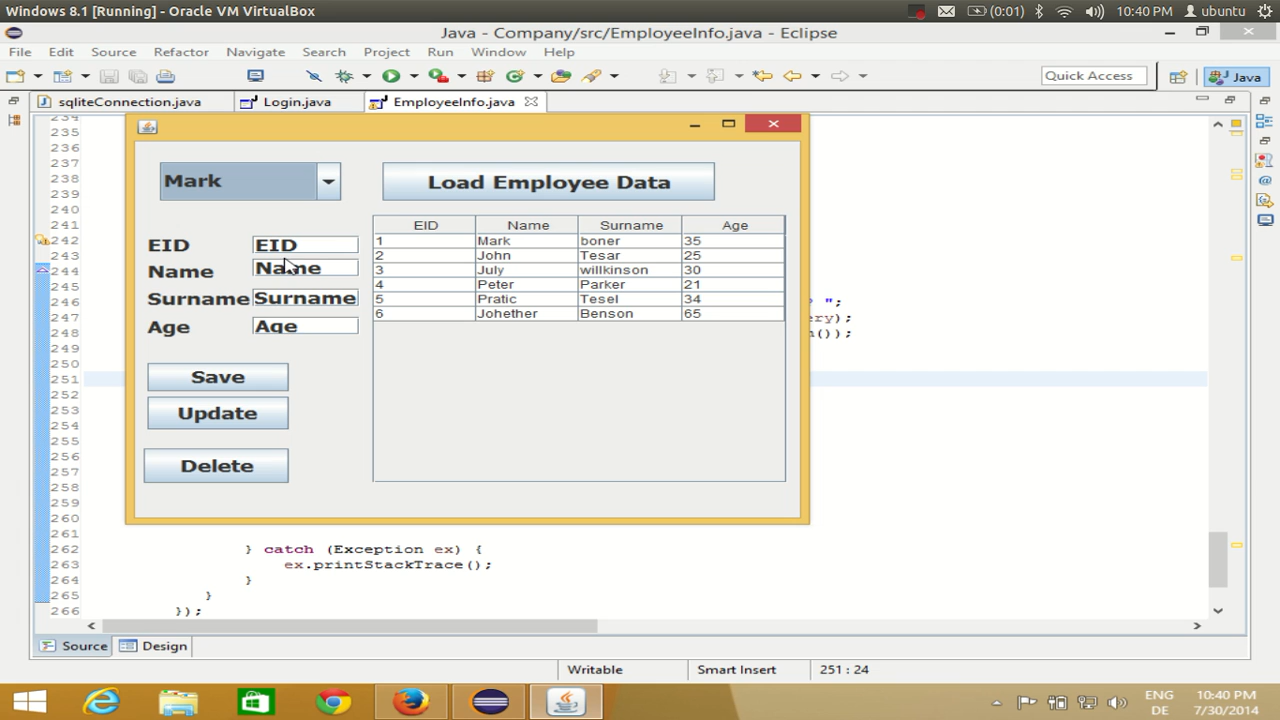 Windows 8.1 [Running] - Oracle VM VirtualBox
(0:01)
10:40 PM
ubuntu
Java - Company/src/EmployeeInfo.java - Eclipse
File Edit Source Refactor Navigate Search Project Run Window Help
Quick Access
Java
sqliteConnection.java
Login.java
EmployeeInfo.java
234
235
236
237
238
239
240
241
242
243
244
245
246 ? ";
247 ery);
248 n());
249
250
251
252
253
254
255
256
257
258
259
260
261
262 } catch (Exception ex) {
263 ex.printStackTrace();
264 }
265 }
266 });
Mark
Load Employee Data
EID EID
Name Name
Surname Surname
Age Age
Save
Update
Delete
EID Name Surname Age
1 Mark boner 35
2 John Tesar 25
3 July willkinson 30
4 Peter Parker 21
5 Pratic Tesel 34
6 Johether Benson 65
Source Design
Writable Smart Insert 251 : 24
ENG 10:40 PM
DE 7/30/2014